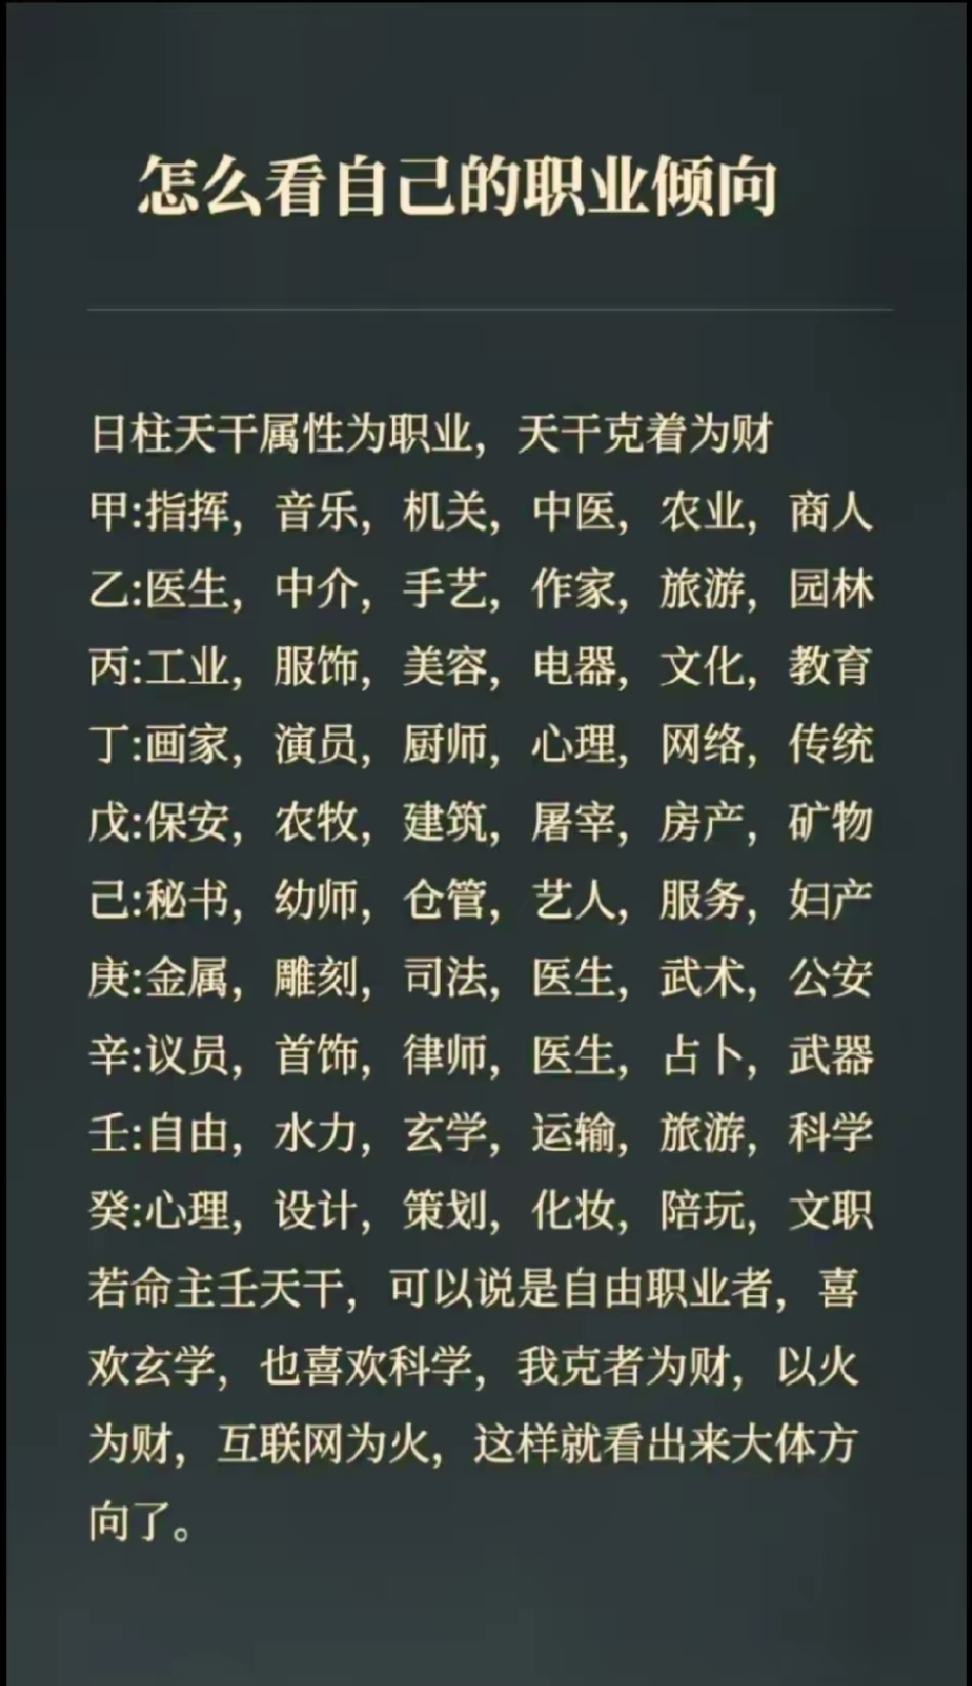 怎么看自己的职业倾向
日柱天干属性为职业，天干克着为财
甲:指挥，音乐，机关，中医，农业，商人
乙:医生，中介，手艺，作家，旅游，园林
丙:工业，服饰，美容，电器，文化，教育
丁:画家，演员，厨师，心理，网络，传统
戊:保安，农牧，建筑，屠宰，房产，矿物
己:秘书，幼师，仓管，艺人，服务，妇产
庚:金属，雕刻，司法，医生，武术，公安
辛:议员，首饰，律师，医生，占卜，武器
壬:自由，水力，玄学，运输，旅游，科学
癸:心理，设计，策划，化妆，陪玩，文职
若命主壬天干，可以说是自由职业者，喜
欢玄学，也喜欢科学，我克者为财，以火
为财，互联网为火，这样就看出来大体方
向了。